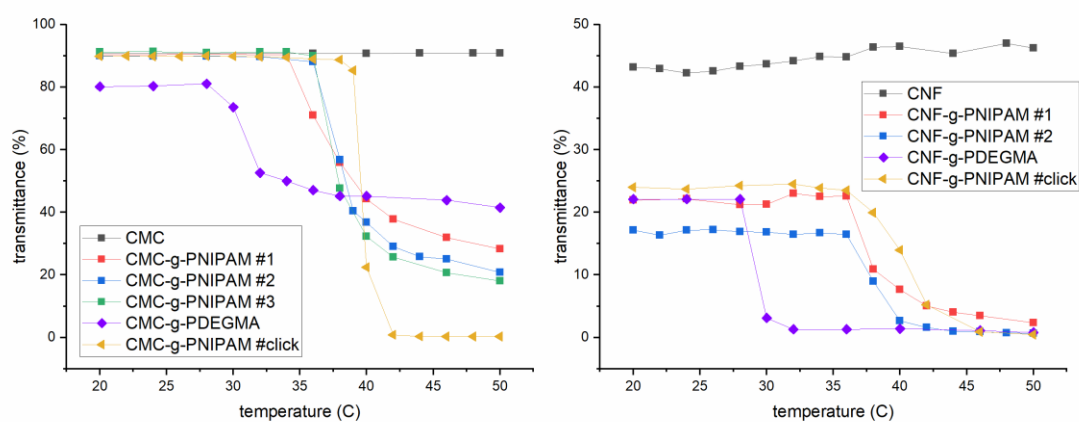 100
80
60
40
20
0
transmittance (%)
CMC
CMC-g-PNIPAM #1
CMC-g-PNIPAM #2
CMC-g-PNIPAM #3
CMC-g-PDEGMA
CMC-g-PNIPAM #click
20 25 30 35 40 45 50
temperature (C)
50
40
30
20
10
0
transmittance (%)
CNF
CNF-g-PNIPAM #1
CNF-g-PNIPAM #2
CNF-g-PDEGMA
CNF-g-PNIPAM #click
20 25 30 35 40 45 50
temperature (C)